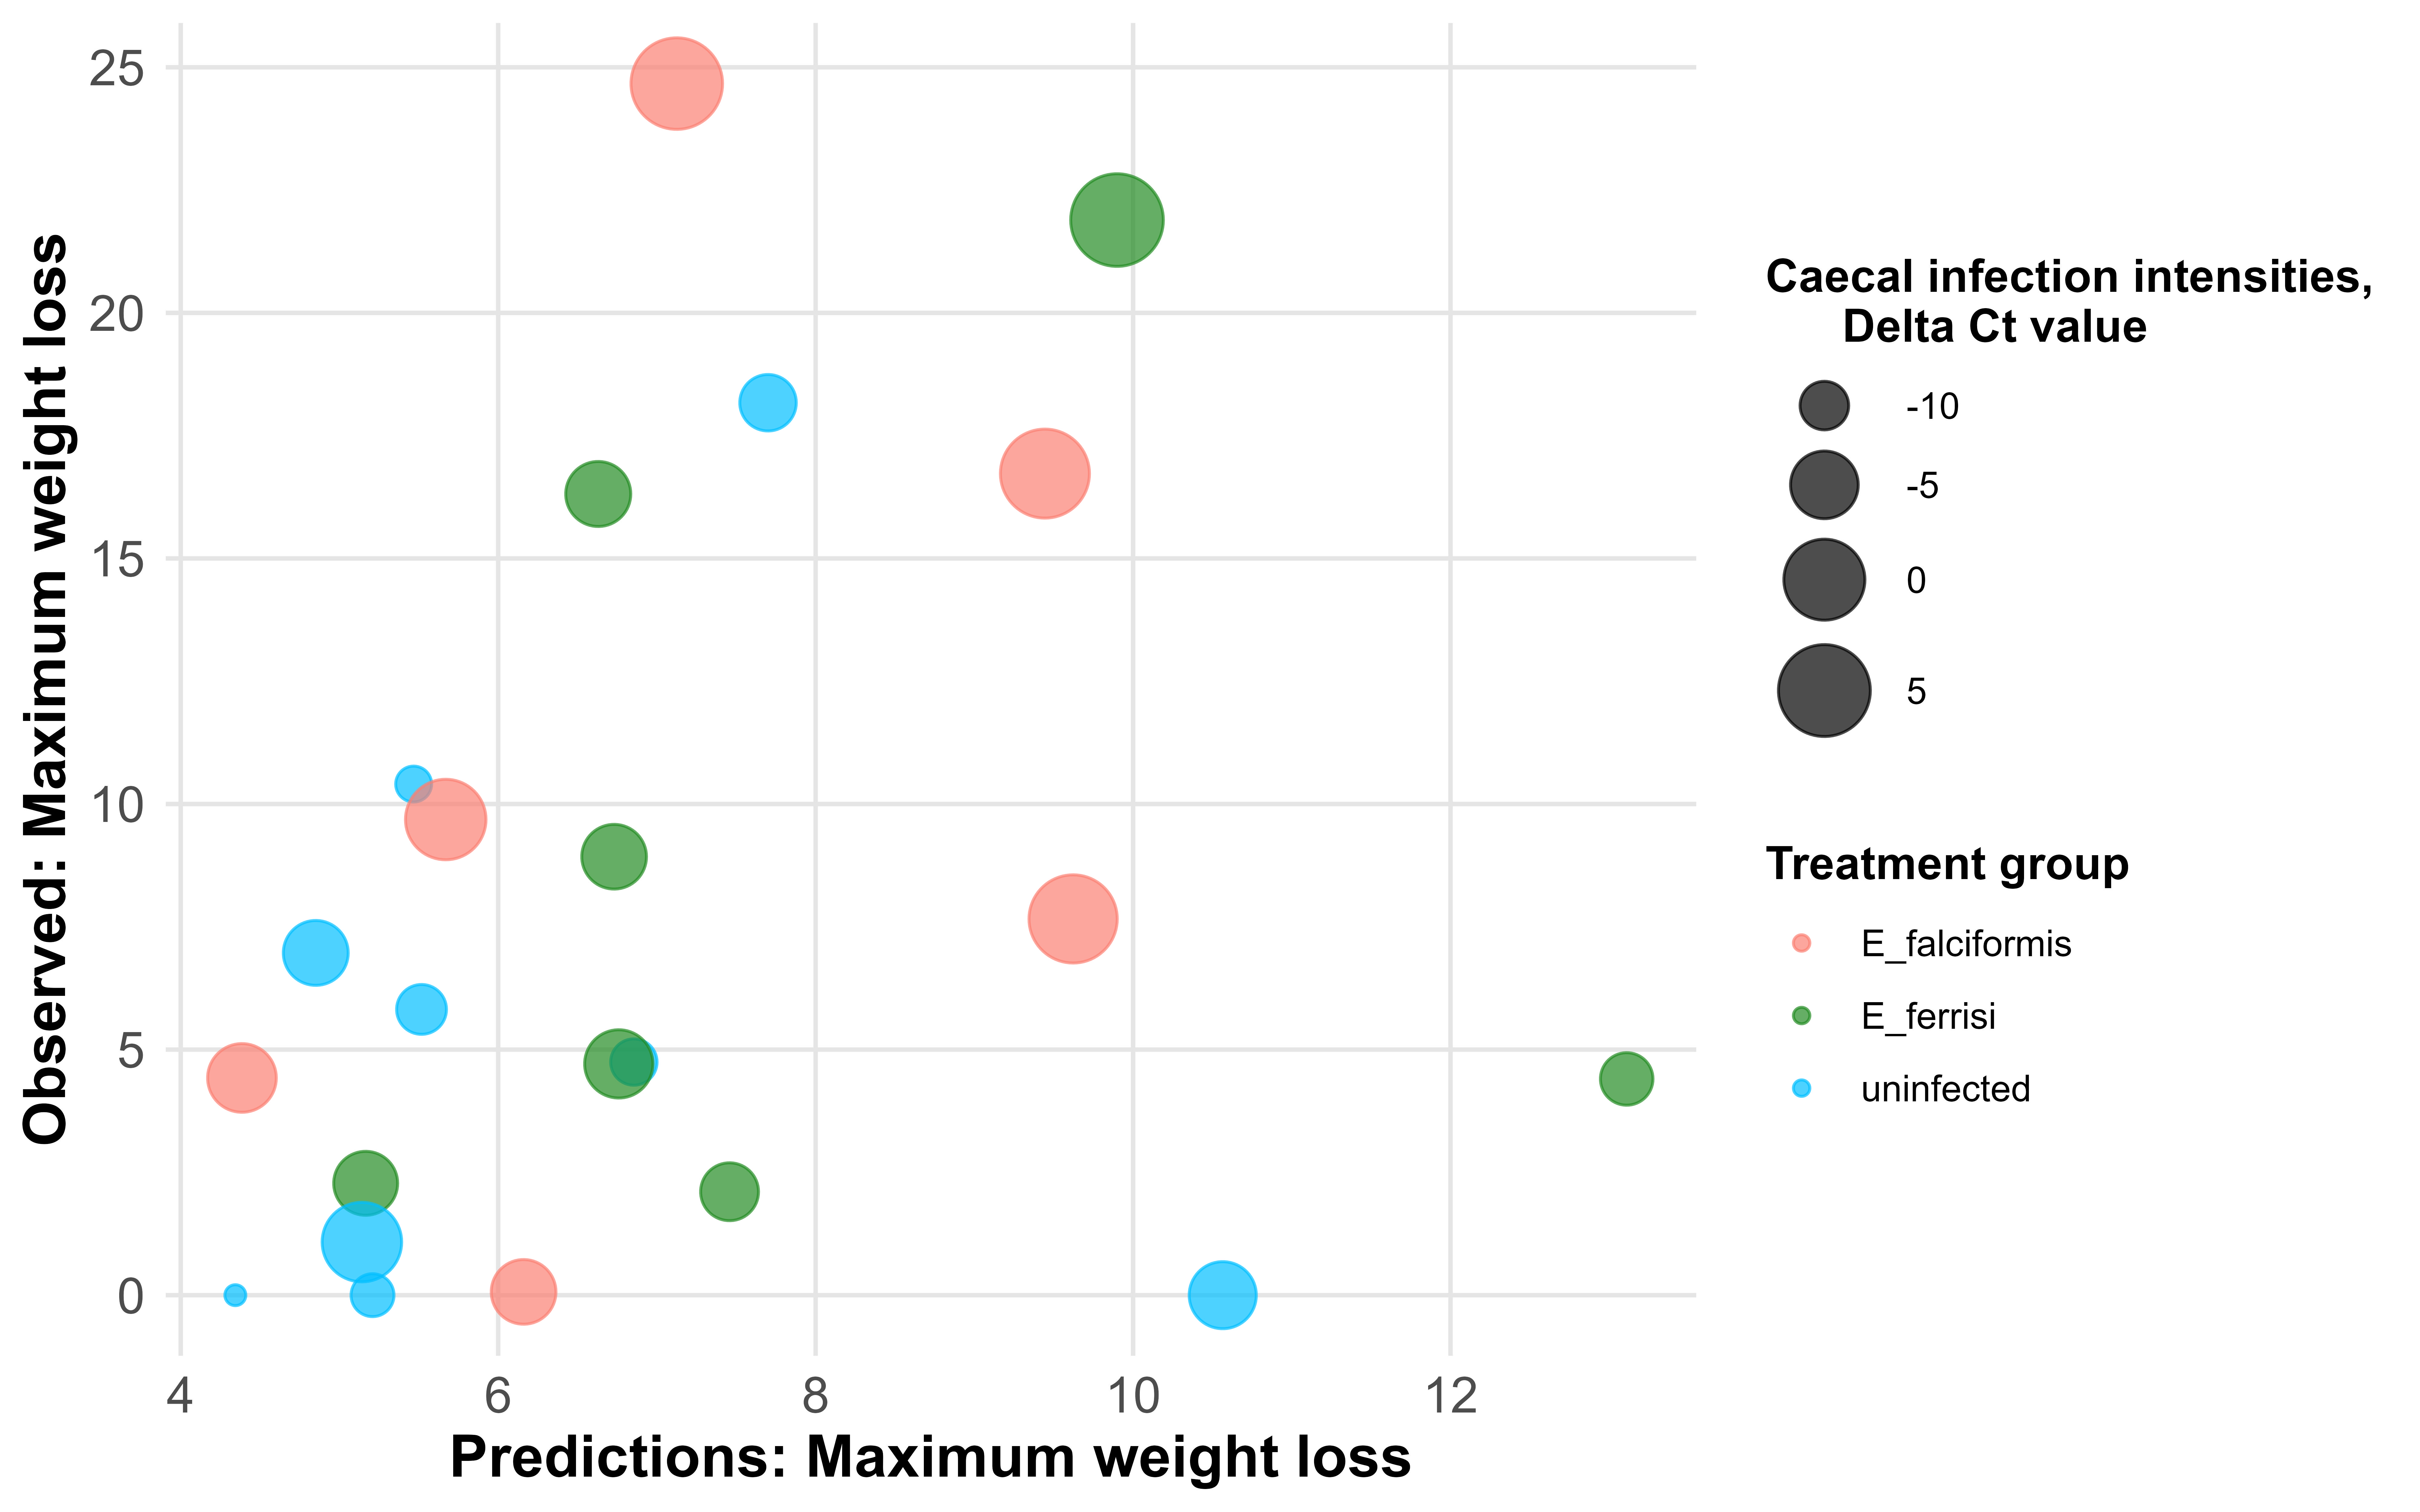 25
20
15
10
5
0
Observed: Maximum weight loss
4 6 8 10 12
Predictions: Maximum weight loss
Caecal infection intensities,
Delta Ct value
-10
-5
0
5
Treatment group
E_falciformis
E_ferrisi
uninfected